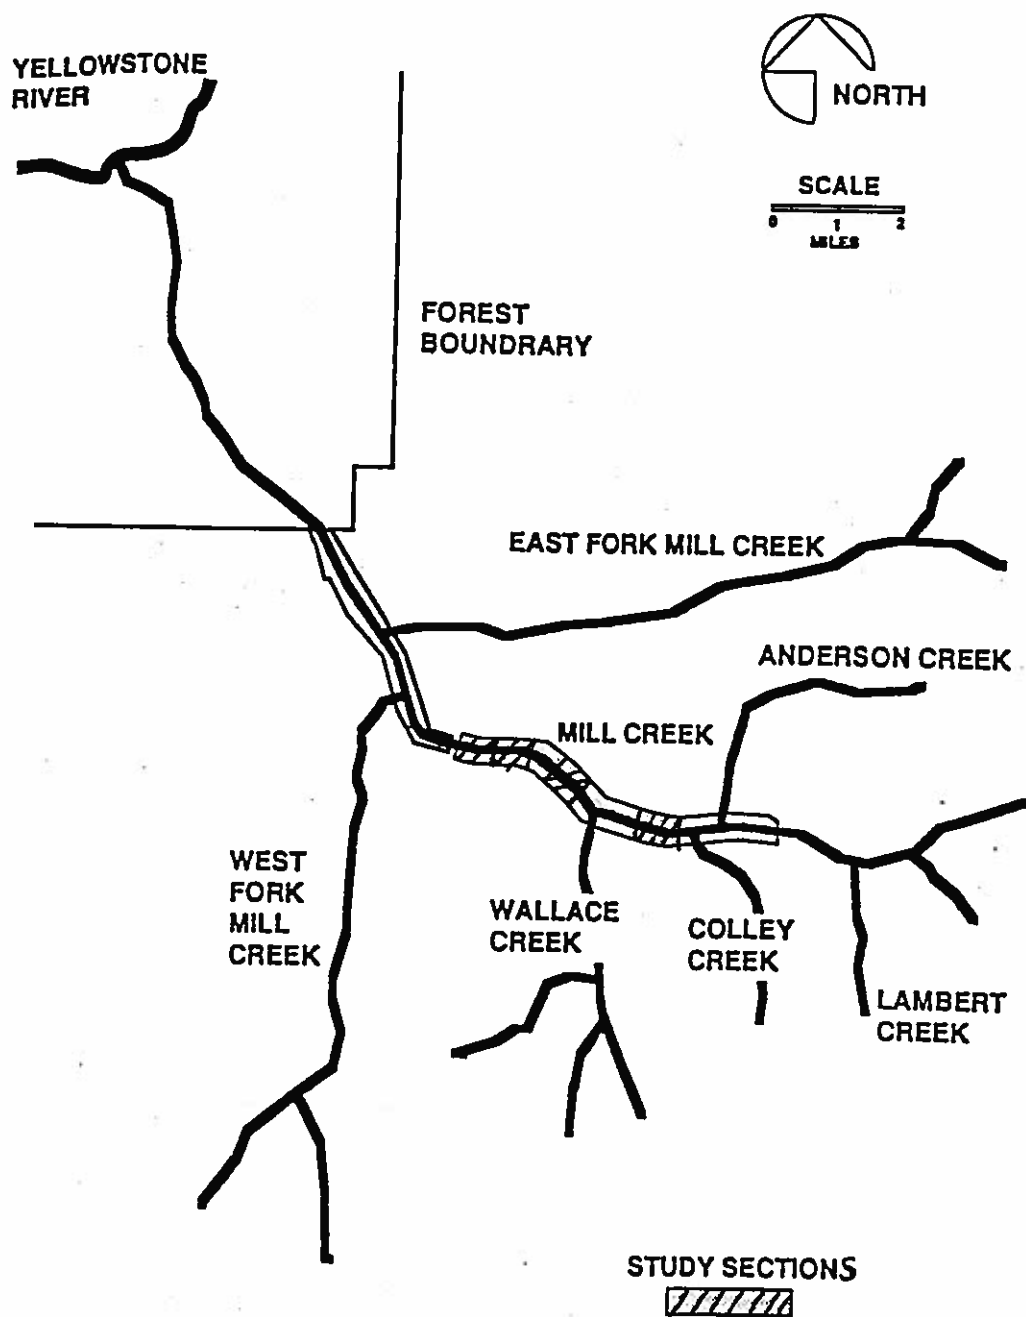 YELLOWSTONE
RIVER
NORTH
SCALE
0 1 2
MILES
FOREST
BOUNDRARY
EAST FORK MILL CREEK
ANDERSON CREEK
MILL CREEK
WEST
FORK
MILL
CREEK
WALLACE
CREEK
COLLEY
CREEK
LAMBERT
CREEK
STUDY SECTIONS